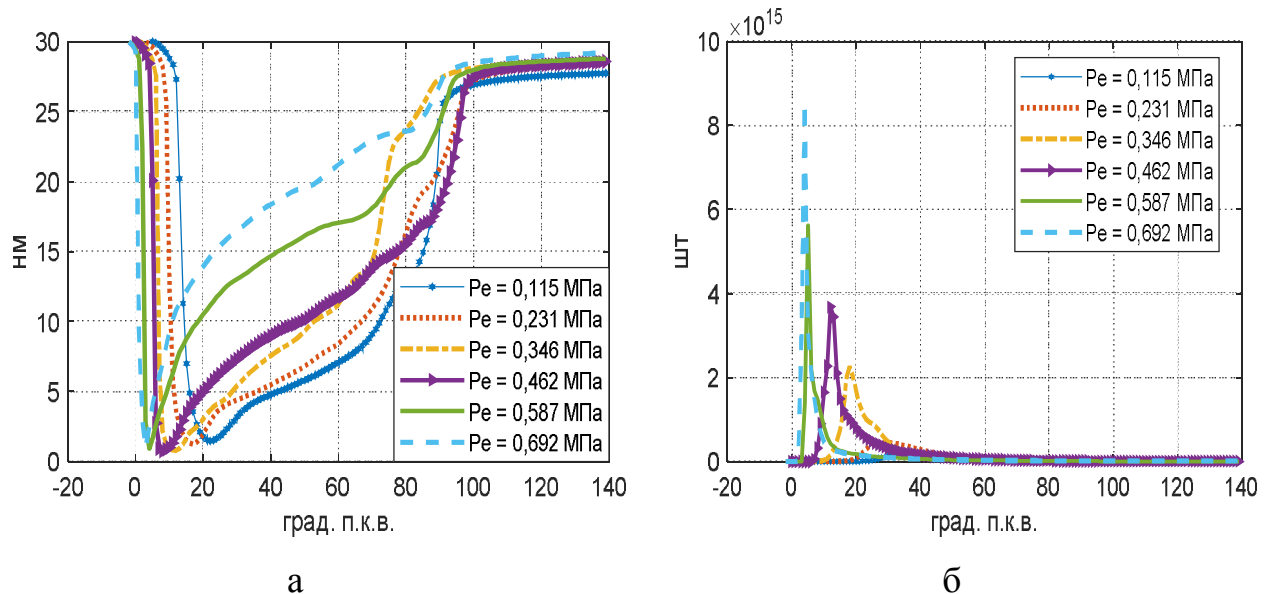 30
25
20
15
10
5
0
нм
-20
0
20
40
60
80
100
120
140
град. п.к.в.
Pe = 0,115 МПа
Pe = 0,231 МПа
Pe = 0,346 МПа
Pe = 0,462 МПа
Pe = 0,587 МПа
Pe = 0,692 МПа
а
×10^15
10
8
6
4
2
0
шт
-20
0
20
40
60
80
100
120
140
град. п.к.в.
Pe = 0,115 МПа
Pe = 0,231 МПа
Pe = 0,346 МПа
Pe = 0,462 МПа
Pe = 0,587 МПа
Pe = 0,692 МПа
б